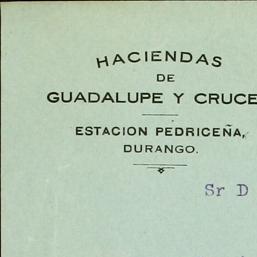 HACIENDAS
DE
GUADALUPE Y CRUCE
ESTACION PEDRICEÑA,
DURANGO.
Sr D